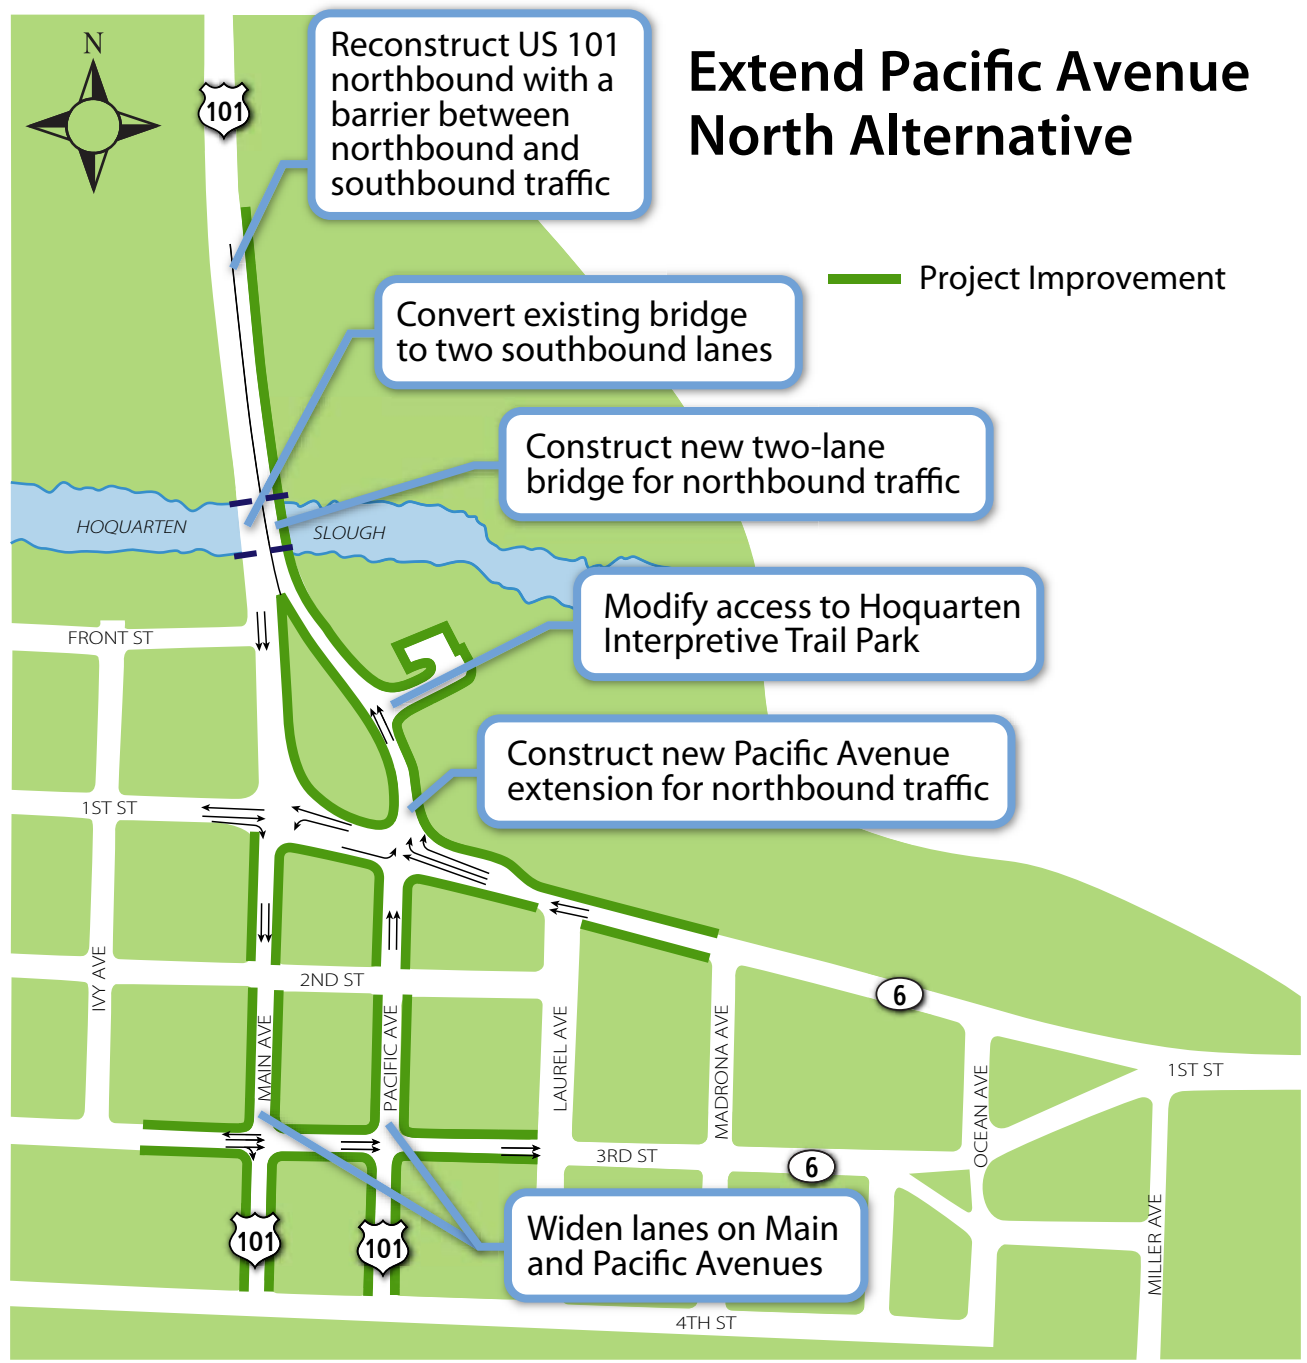 Extend Pacific Avenue
North Alternative
N
101
Reconstruct US 101
northbound with a
barrier between
northbound and
southbound traffic
Project Improvement
Convert existing bridge
to two southbound lanes
Construct new two-lane
bridge for northbound traffic
HOQUARTEN
SLOUGH
Modify access to Hoquarten
Interpretive Trail Park
FRONT ST
Construct new Pacific Avenue
extension for northbound traffic
1ST ST
2ND ST
6
IVY AVE
MAIN AVE
PACIFIC AVE
LAUREL AVE
MADRONA AVE
OCEAN AVE
1ST ST
3RD ST
6
MILLER AVE
101
101
Widen lanes on Main
and Pacific Avenues
4TH ST